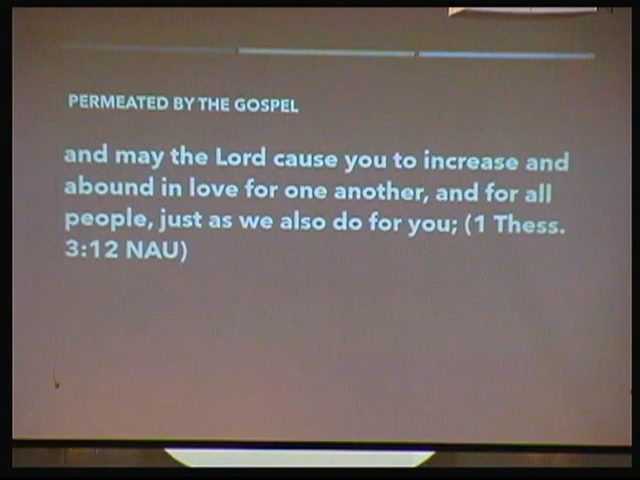 PERMEATED BY THE GOSPEL
and may the Lord cause you to increase and
abound in love for one another, and for all
people, just as we also do for you; (1 Thess.
3:12 NAU)